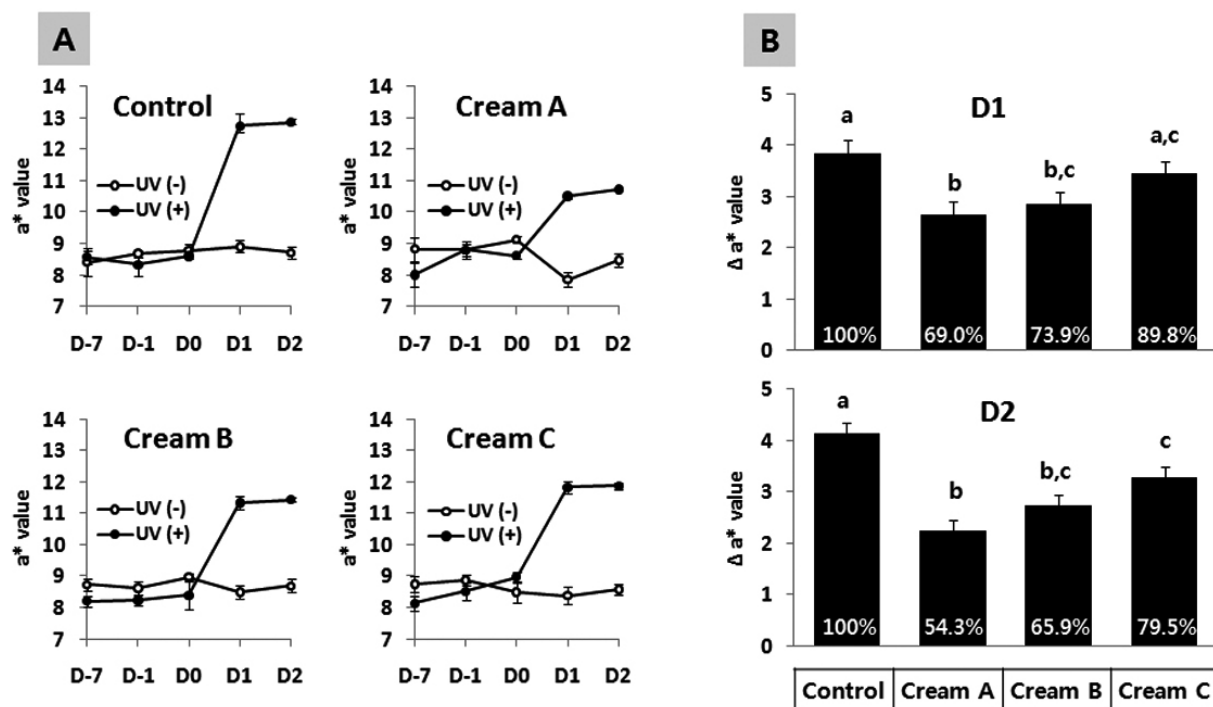 A
Control
14
13
12
11
10
9
8
7
a* value
UV (-)
UV (+)
D-7 D-1 D0 D1 D2
Cream A
14
13
12
11
10
9
8
7
a* value
UV (-)
UV (+)
D-7 D-1 D0 D1 D2
Cream B
14
13
12
11
10
9
8
7
a* value
UV (-)
UV (+)
D-7 D-1 D0 D1 D2
Cream C
14
13
12
11
10
9
8
7
a* value
UV (-)
UV (+)
D-7 D-1 D0 D1 D2
B
D1
5
4
3
2
1
0
Δ a* value
a b b,c a,c
100% 69.0% 73.9% 89.8%
D2
5
4
3
2
1
0
Δ a* value
a b b,c c
100% 54.3% 65.9% 79.5%
Control Cream A Cream B Cream C